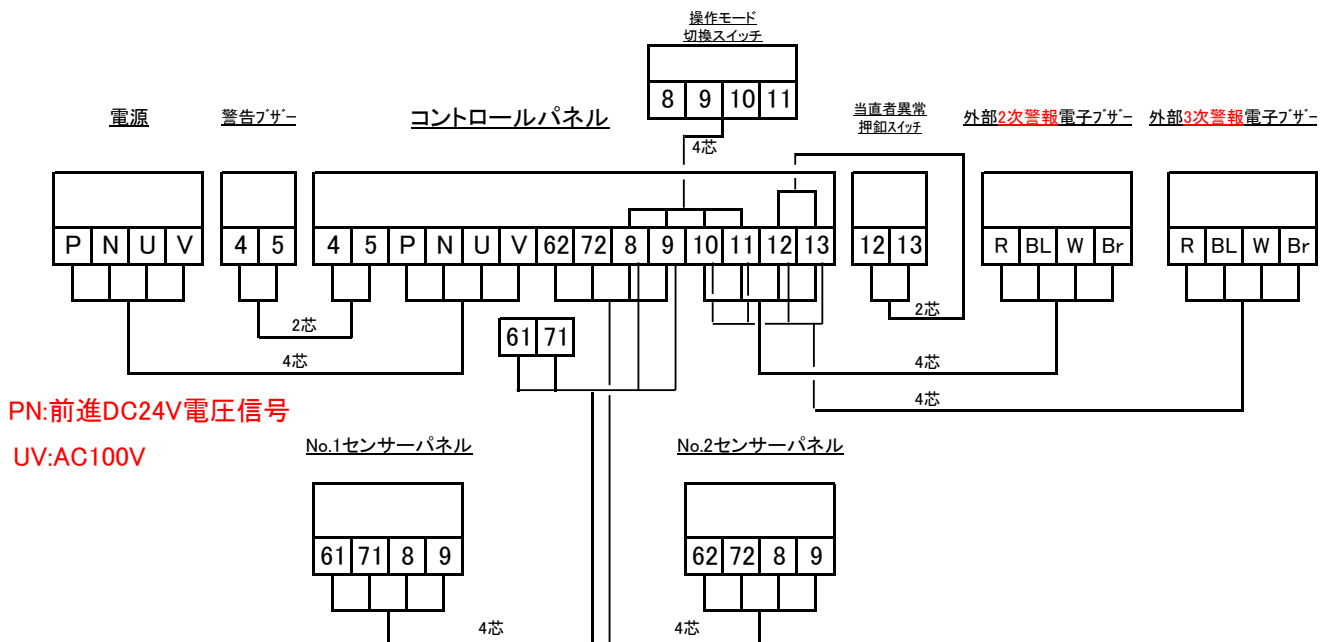 操作モード
切換スイッチ
8 9 10 11
電源
警告ブザー
コントロールパネル
4芯
当直者異常
押釦スイッチ
外部2次警報電子ブザー
外部3次警報電子ブザー
P N U V
4 5
4 5 P N U V 62 72 8 9 10 11 12 13
12 13
R BL W Br
R BL W Br
2芯
2芯
61 71
4芯
4芯
4芯
PN:前進DC24V電圧信号
UV:AC100V
No.1センサーパネル
No.2センサーパネル
61 71 8 9
62 72 8 9
4芯
4芯